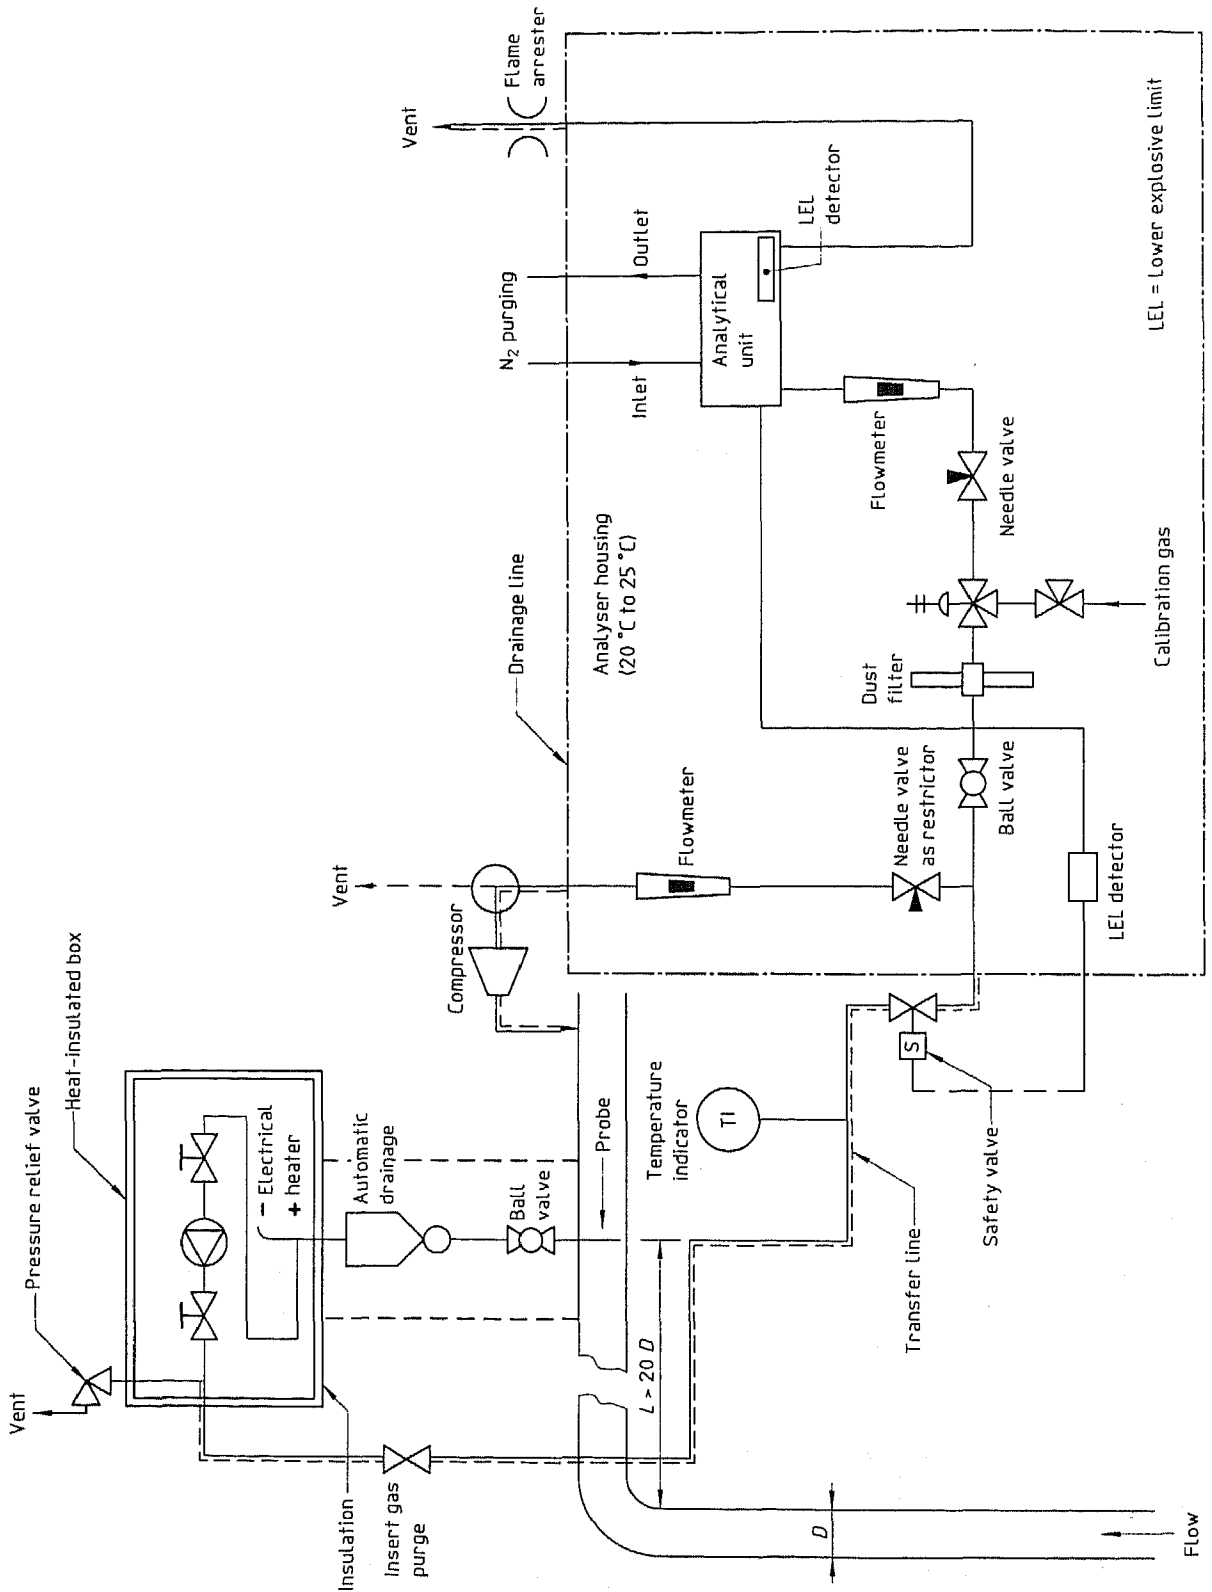 Vent
Pressure relief valve
Heat-insulated box
− Electrical
+ heater
Automatic
drainage
Ball
valve
Insulation
Insert gas
purge
Probe
L > 20 D
D
Flow
Temperature
indicator
TI
Transfer line
S
Safety valve
Vent
Compressor
Drainage line
Analyser housing
(20 °C to 25 °C)
Flowmeter
Needle valve
as restrictor
Ball valve
LEL detector
Dust
filter
Calibration gas
Needle valve
Flowmeter
N2 purging
Inlet
Outlet
Analytical
unit
LEL
detector
Vent
Flame
arrester
LEL = Lower explosive limit